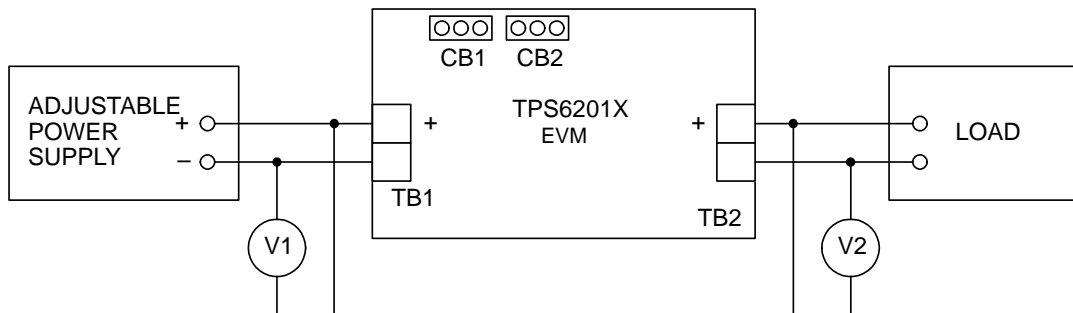 CB1
CB2
ADJUSTABLE
POWER
SUPPLY
+
−
+
TPS6201X
EVM
+
LOAD
TB1
TB2
V1
V2